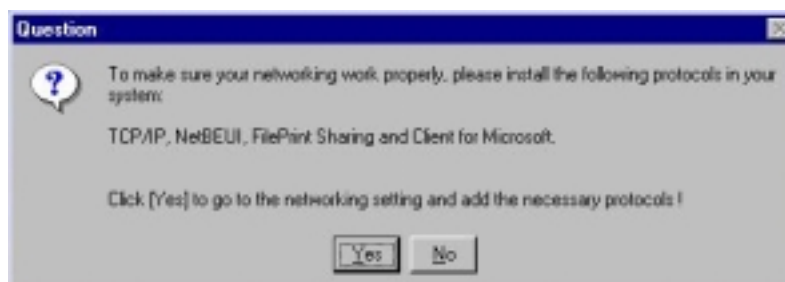 Question
To make sure your networking work properly, please install the following protocols in your
system:
TCP/IP, NetBEUI, FilePrint Sharing and Client for Microsoft.
Click [Yes] to go to the networking setting and add the necessary protocols !
Yes No